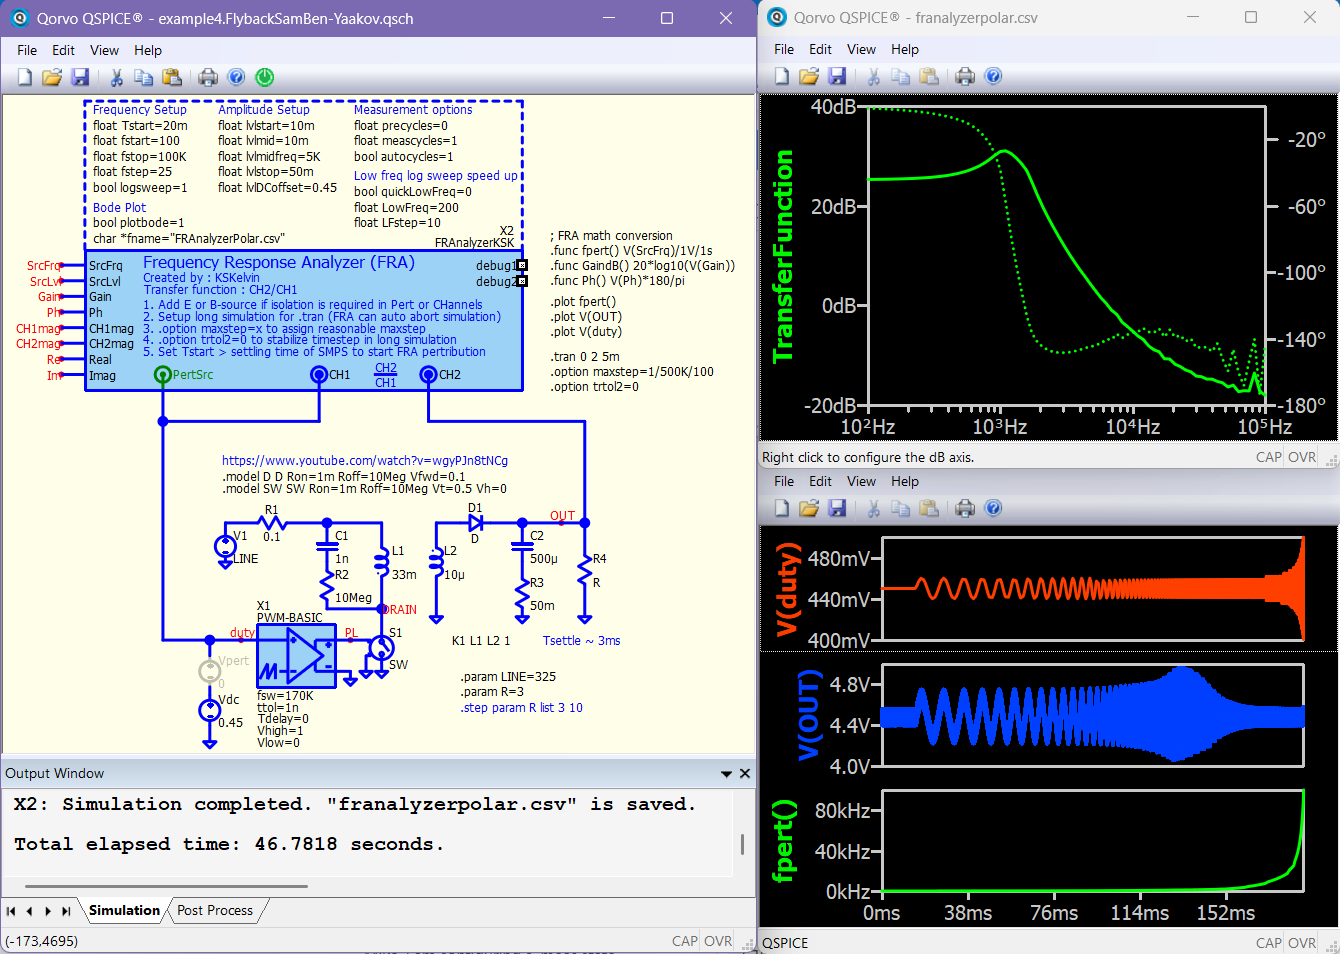 Qorvo QSPICE® - example4.FlybackSamBen-Yaakov.qsch
File Edit View Help
Frequency Setup
float Tstart=20m
float fstart=100
float fstop=100K
float fstep=25
bool logsweep=1
Bode Plot
bool plotbode=1
char *fname="FRAnalyzerPolar.csv"
Amplitude Setup
float lvlstart=10m
float lvlmid=10m
float lvlmidfreq=5K
float lvlstop=50m
float lvlDCoffset=0.45
Measurement options
float precycles=0
float meascycles=1
bool autocycles=1
Low freq log sweep speed up
bool quickLowFreq=0
float LowFreq=200
float LFstep=10
X2
FRAnalyzerKSK
SrcFrq
SrcLvl
Gain
Ph
CH1mag
CH2mag
Re
Im
SrcFrq
SrcLvl
Gain
Ph
CH1mag
CH2mag
Real
Imag
Frequency Response Analyzer (FRA)
Created by : KSKelvin
Transfer function : CH2/CH1
1. Add E or B-source if isolation is required in Pert or CHannels
2. Setup long simulation for .tran (FRA can auto abort simulation)
3. .option maxstep=x to assign reasonable maxstep
4. .option trtol2=0 to stabilize timestep in long simulation
5. Set Tstart > settling time of SMPS to start FRA pertribution
debug1
debug2
PertSrc
CH1
CH2
CH1
CH2
; FRA math conversion
.func fpert() V(SrcFrq)/1V/1s
.func GaindB() 20*log10(V(Gain))
.func Ph() V(Ph)*180/pi
.plot fpert()
.plot V(OUT)
.plot V(duty)
.tran 0 2 5m
.option maxstep=1/500K/100
.option trtol2=0
https://www.youtube.com/watch?v=wgyPJn8tNCg
.model D D Ron=1m Roff=10Meg Vfwd=0.1
.model SW SW Ron=1m Roff=10Meg Vt=0.5 Vh=0
R1
0.1
V1
LINE
C1
1n
R2
10Meg
L1
33m
DRAIN
L2
10µ
D1
D
C2
500µ
R3
50m
OUT
R4
R
X1
PWM-BASIC
duty
PL
S1
SW
K1 L1 L2 1
Tsettle ~ 3ms
Vpert
0
Vdc
0.45
fsw=170K
ttol=1n
Tdelay=0
Vhigh=1
Vlow=0
.param LINE=325
.param R=3
.step param R list 3 10
Output Window
X2: Simulation completed. "franalyzerpolar.csv" is saved.
Total elapsed time: 46.7818 seconds.
Simulation Post Process
(-173,4695)
CAP OVR
Qorvo QSPICE® - franalyzerpolar.csv
File Edit View Help
TransferFunction
40dB
20dB
0dB
-20dB
-20°
-60°
-100°
-140°
-180°
10²Hz 10³Hz 10⁴Hz 10⁵Hz
Right click to configure the dB axis.
CAP OVR
File Edit View Help
V(duty)
480mV
440mV
400mV
V(OUT)
4.8V
4.4V
4.0V
fpert()
80kHz
40kHz
0kHz
0ms 38ms 76ms 114ms 152ms
QSPICE
CAP OVR